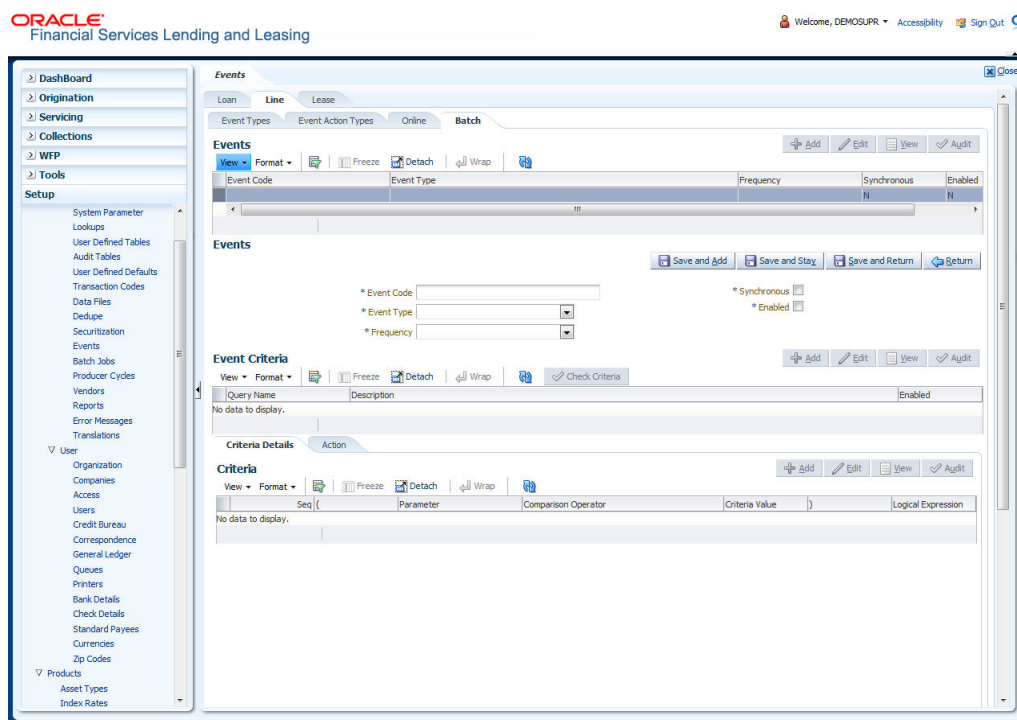 ORACLE
Financial Services Lending and Leasing
Welcome, DEMOSUPR Accessibility Sign Out
DashBoard
Origination
Servicing
Collections
WFP
Tools
Setup
System Parameter
Lookups
User Defined Tables
Audit Tables
User Defined Defaults
Transaction Codes
Data Files
Dedupe
Securitization
Events
Batch Jobs
Producer Cycles
Vendors
Reports
Error Messages
Translations
User
Organization
Companies
Access
Users
Credit Bureau
Correspondence
General Ledger
Queues
Printers
Bank Details
Check Details
Standard Payees
Currencies
Zip Codes
Products
Asset Types
Index Rates
Events Close
Loan Line Lease
Event Types Event Action Types Online Batch
Events Add Edit View Audit
View Format Freeze Detach Wrap
Event Code Event Type Frequency Synchronous Enabled
N N
Events
Save and Add Save and Stay Save and Return Return
* Event Code * Synchronous
* Event Type * Enabled
* Frequency
Event Criteria Add Edit View Audit
View Format Freeze Detach Wrap Check Criteria
Query Name Description Enabled
No data to display.
Criteria Details Action
Criteria Add Edit View Audit
View Format Freeze Detach Wrap
Seq ( Parameter Comparison Operator Criteria Value ) Logical Expression
No data to display.